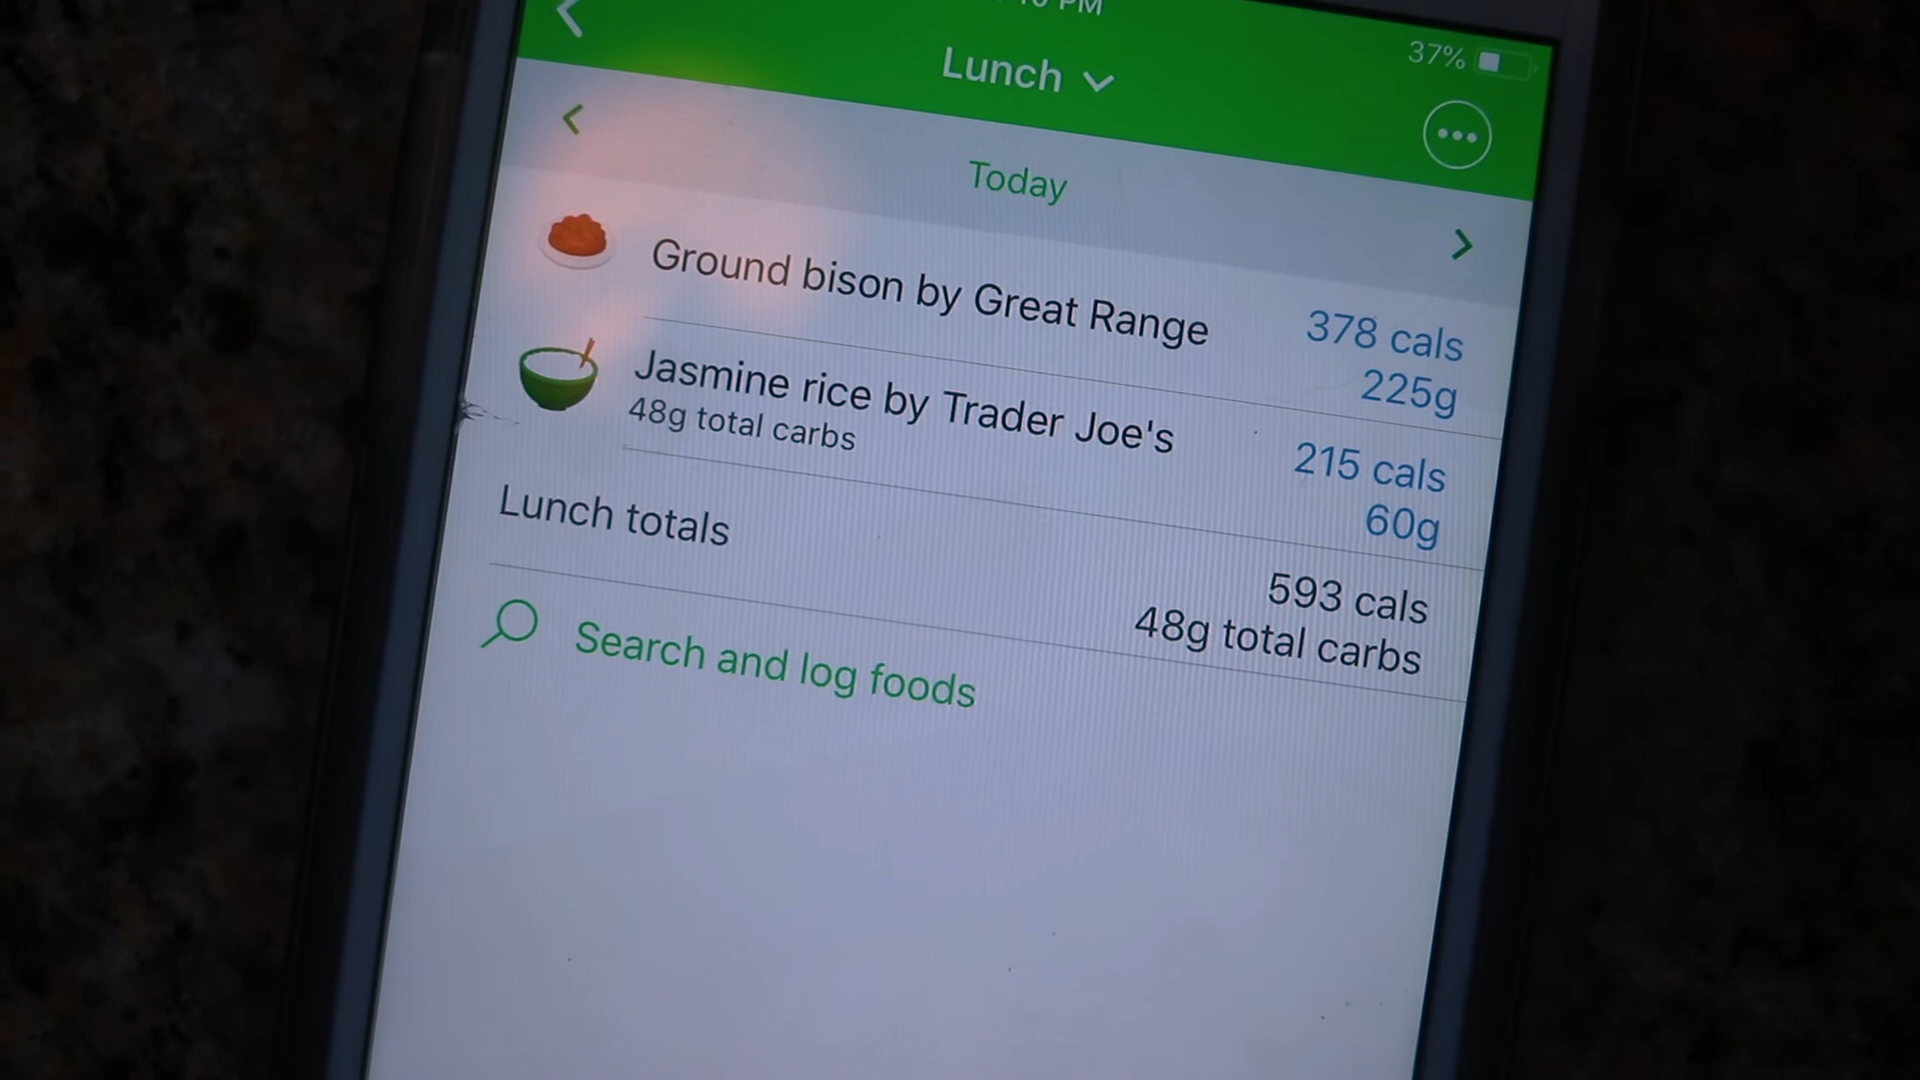 PM
37%
Lunch
Today
Ground bison by Great Range
378 cals
225g
Jasmine rice by Trader Joe's
48g total carbs
215 cals
60g
Lunch totals
593 cals
48g total carbs
Search and log foods